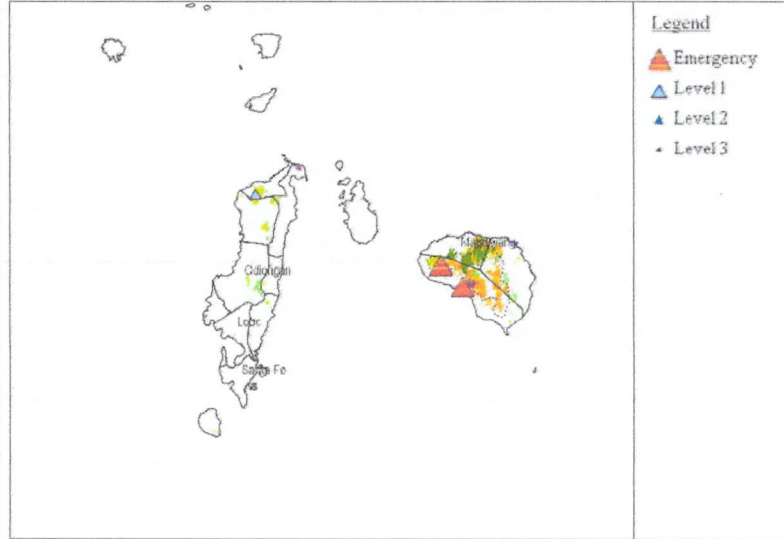 Legend
Emergency
Level 1
Level 2
Level 3
Odiongan
Looc
Santa Fe